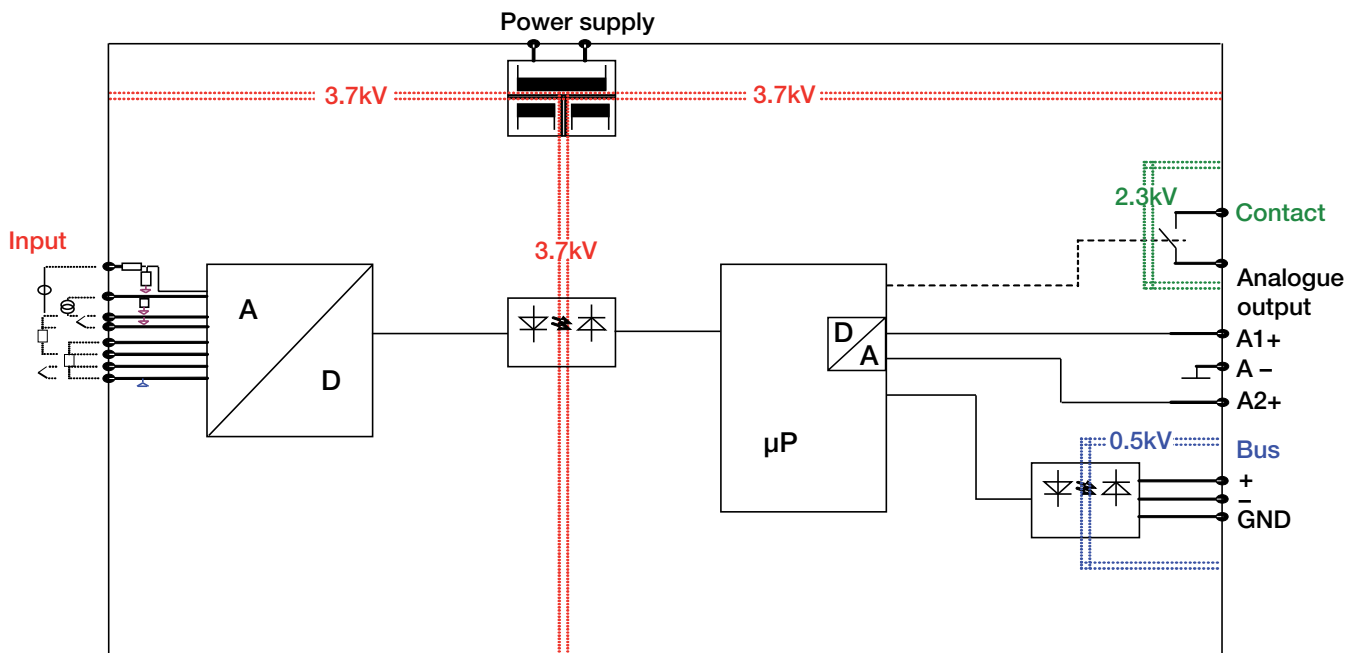 Power supply
3.7kV
3.7kV
2.3kV
Contact
Input
3.7kV
Analogue
output
A
D
D
A
A1+
A –
A2+
µP
0.5kV
Bus
+
–
GND